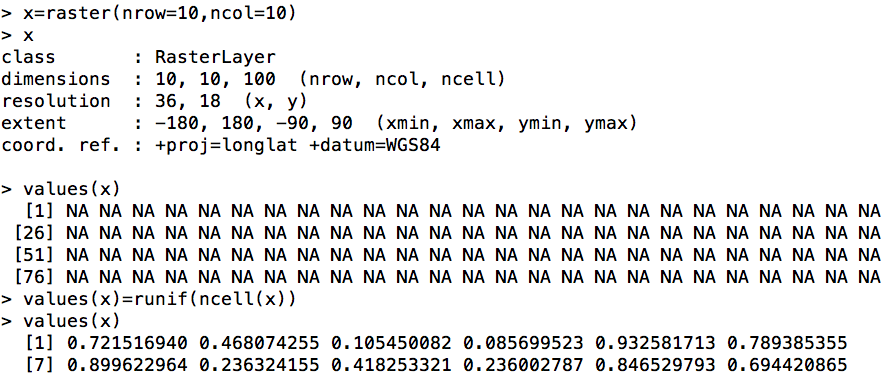 > x=raster(nrow=10,ncol=10)
> x
class       : RasterLayer
dimensions  : 10, 10, 100  (nrow, ncol, ncell)
resolution  : 36, 18  (x, y)
extent      : -180, 180, -90, 90  (xmin, xmax, ymin, ymax)
coord. ref. : +proj=longlat +datum=WGS84
> values(x)
  [1] NA NA NA NA NA NA NA NA NA NA NA NA NA NA NA NA NA NA NA NA NA NA NA NA NA
 [26] NA NA NA NA NA NA NA NA NA NA NA NA NA NA NA NA NA NA NA NA NA NA NA NA NA
 [51] NA NA NA NA NA NA NA NA NA NA NA NA NA NA NA NA NA NA NA NA NA NA NA NA NA
 [76] NA NA NA NA NA NA NA NA NA NA NA NA NA NA NA NA NA NA NA NA NA NA NA NA NA
> values(x)=runif(ncell(x))
> values(x)
  [1] 0.721516940 0.468074255 0.105450082 0.085699523 0.932581713 0.789385355
  [7] 0.899622964 0.236324155 0.418253321 0.236002787 0.846529793 0.694420865